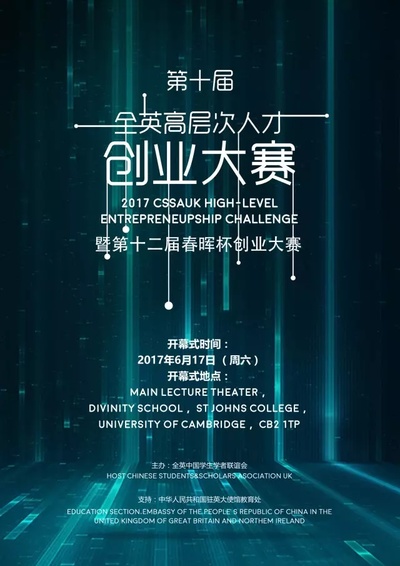 第十届
全英高层次人才
创业大赛
2017 CSSAUK HIGH-LEVEL
ENTREPRENEUPSHIP CHALLENGE
暨第十二届春晖杯创业大赛
开幕式时间：
2017年6月17日（周六）
开幕式地点：
MAIN LECTURE THEATER，
DIVINITY SCHOOL，ST JOHNS COLLEGE，
UNIVERSITY OF CAMBRIDGE，CB2 1TP
主办：全英中国学生学者联谊会
HOST CHINESE STUDENTS&SCHOLARS ASOCIATION UK
支持：中华人民共和国驻英大使馆教育处
EDUCATION SECTION.EMBASSY OF THE,PEOPLE`S REPUBLIC OF CHINA IN THE
UNITED KINGDOM OF GREAT BRITAIN AND NORTHEM IRELAND